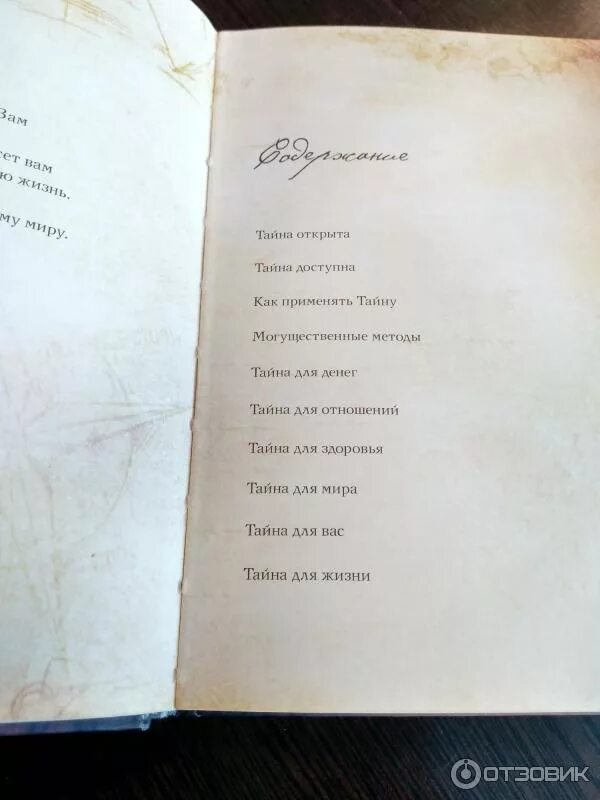 Вам
сет вам
ю жизнь.
му миру.
Содержание
Тайна открыта
Тайна доступна
Как применять Тайну
Могущественные методы
Тайна для денег
Тайна для отношений
Тайна для здоровья
Тайна для мира
Тайна для вас
Тайна для жизни
ОТЗОВИК